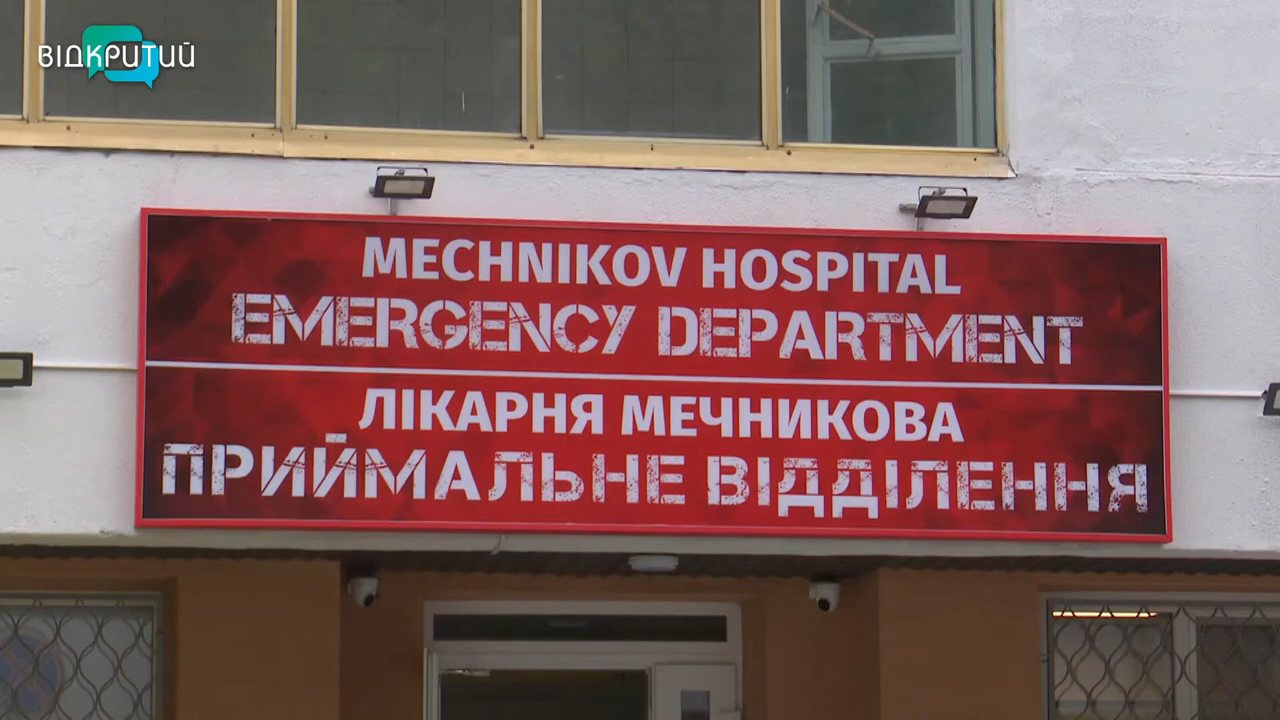 ВІДКРИТИЙ
MECHNIKOV HOSPITAL
EMERGENCY DEPARTMENT
ЛІКАРНЯ МЕЧНИКОВА
ПРИЙМАЛЬНЕ ВІДДІЛЕННЯ